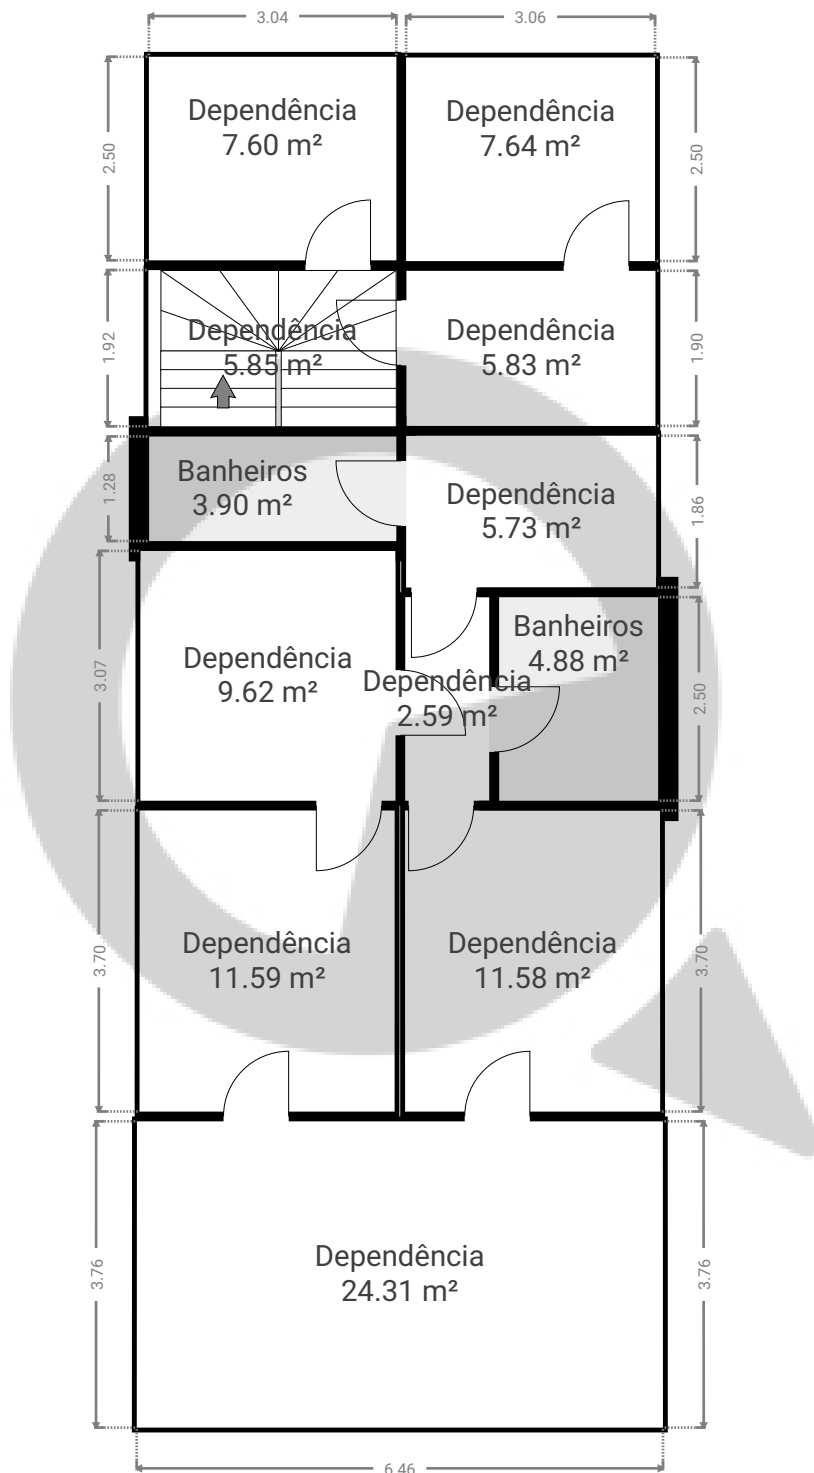 3.04
3.06
Dependência
7.60 m²
Dependência
7.64 m²
2.50
2.50
Dependência
5.85 m²
Dependência
5.83 m²
1.92
1.90
Banheiros
3.90 m²
Dependência
5.73 m²
1.28
1.86
Dependência
9.62 m²
Dependência
2.59 m²
Banheiros
4.88 m²
3.07
2.50
Dependência
11.59 m²
Dependência
11.58 m²
3.70
3.70
Dependência
24.31 m²
3.76
3.76
6.46